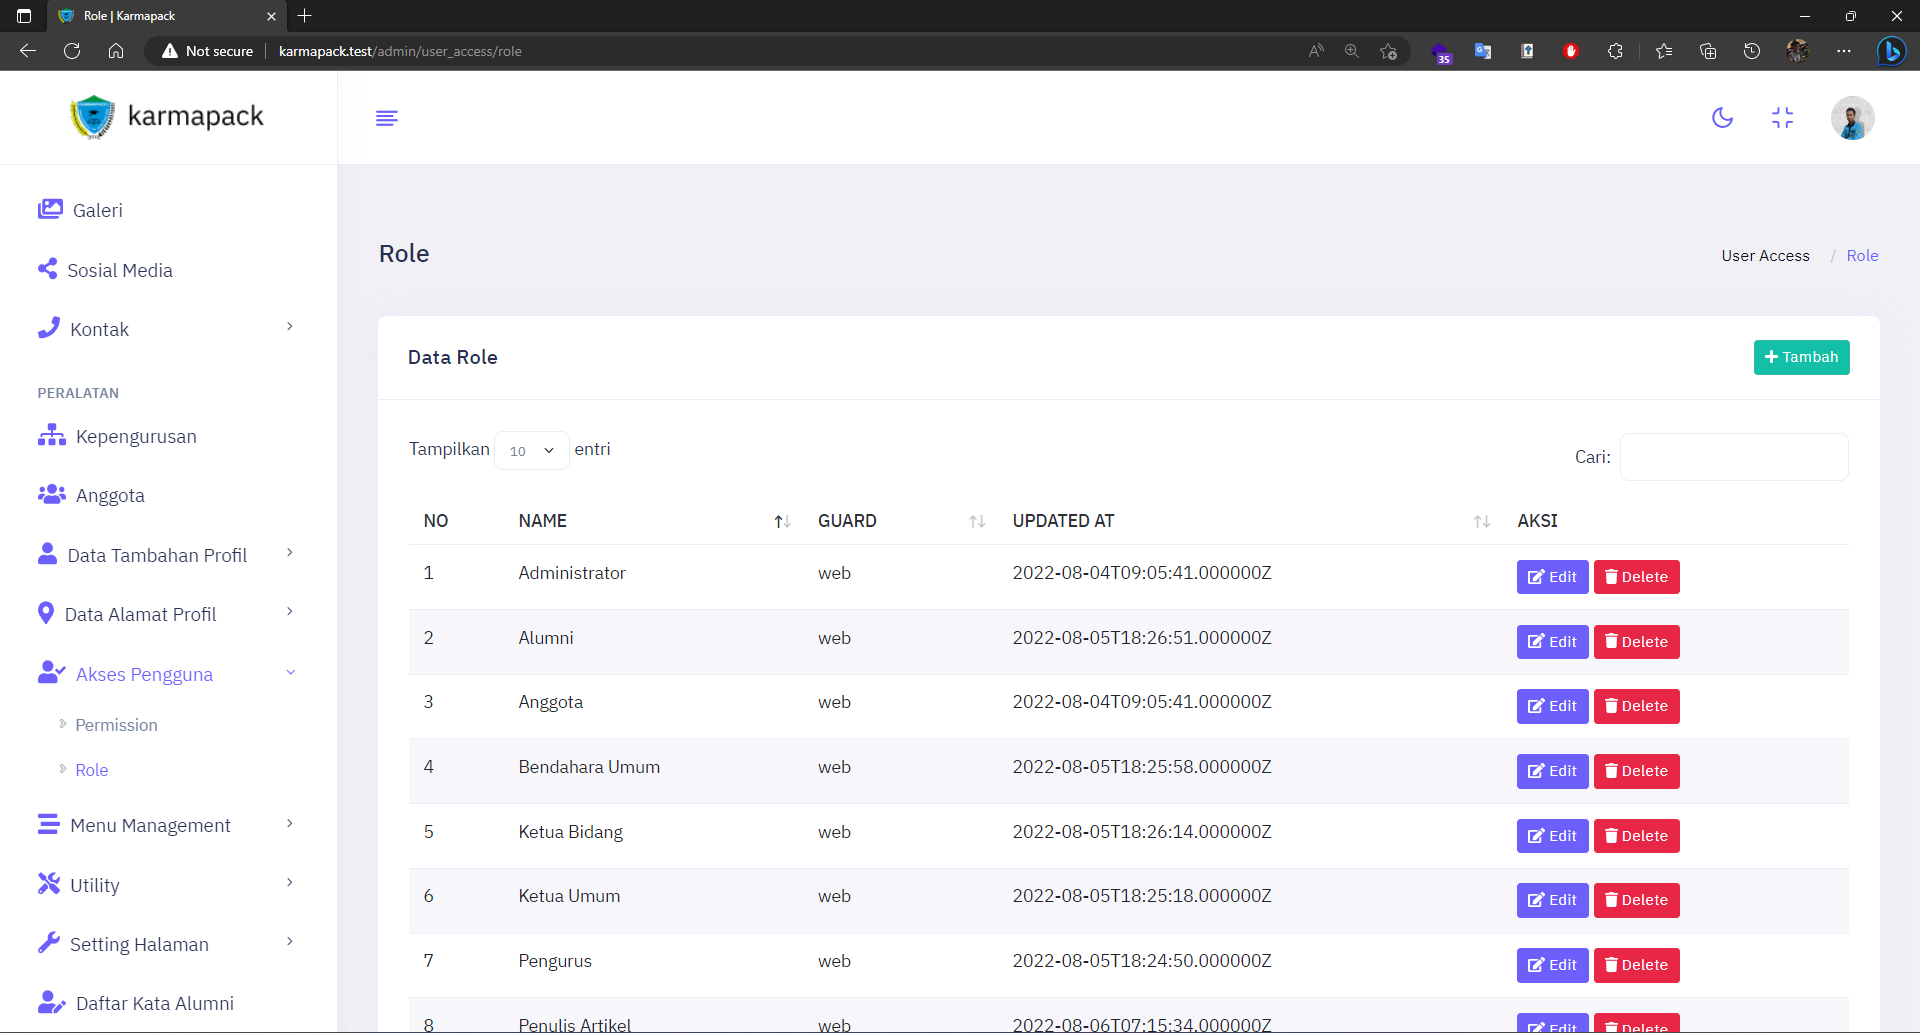 Role | Karmapack
Not secure
karmapack.test/admin/user_access/role
35
karmapack
Galeri
Sosial Media
Kontak
PERALATAN
Kepengurusan
Anggota
Data Tambahan Profil
Data Alamat Profil
Akses Pengguna
Permission
Role
Menu Management
Utility
Setting Halaman
Daftar Kata Alumni
Role
User Access / Role
Data Role
Tambah
Tampilkan 10 entri
Cari:
NO NAME GUARD UPDATED AT AKSI
1 Administrator web 2022-08-04T09:05:41.000000Z Edit Delete
2 Alumni web 2022-08-05T18:26:51.000000Z Edit Delete
3 Anggota web 2022-08-04T09:05:41.000000Z Edit Delete
4 Bendahara Umum web 2022-08-05T18:25:58.000000Z Edit Delete
5 Ketua Bidang web 2022-08-05T18:26:14.000000Z Edit Delete
6 Ketua Umum web 2022-08-05T18:25:18.000000Z Edit Delete
7 Pengurus web 2022-08-05T18:24:50.000000Z Edit Delete
8 Penulis Artikel web 2022-08-06T07:15:34.000000Z Edit Delete